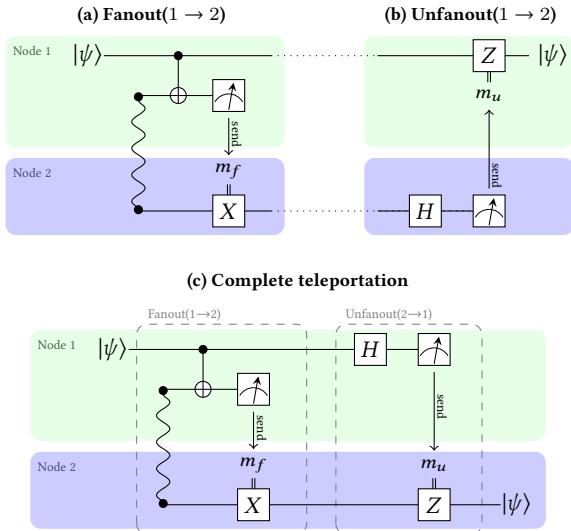 (a) Fanout(1 → 2)
(b) Unfanout(1 → 2)
Node 1
|ψ⟩
Z
|ψ⟩
m_u
send
m_f
send
Node 2
X
H
(c) Complete teleportation
Fanout(1→2)
Unfanout(2→1)
Node 1
|ψ⟩
H
send
send
m_f
m_u
Node 2
X
Z
|ψ⟩